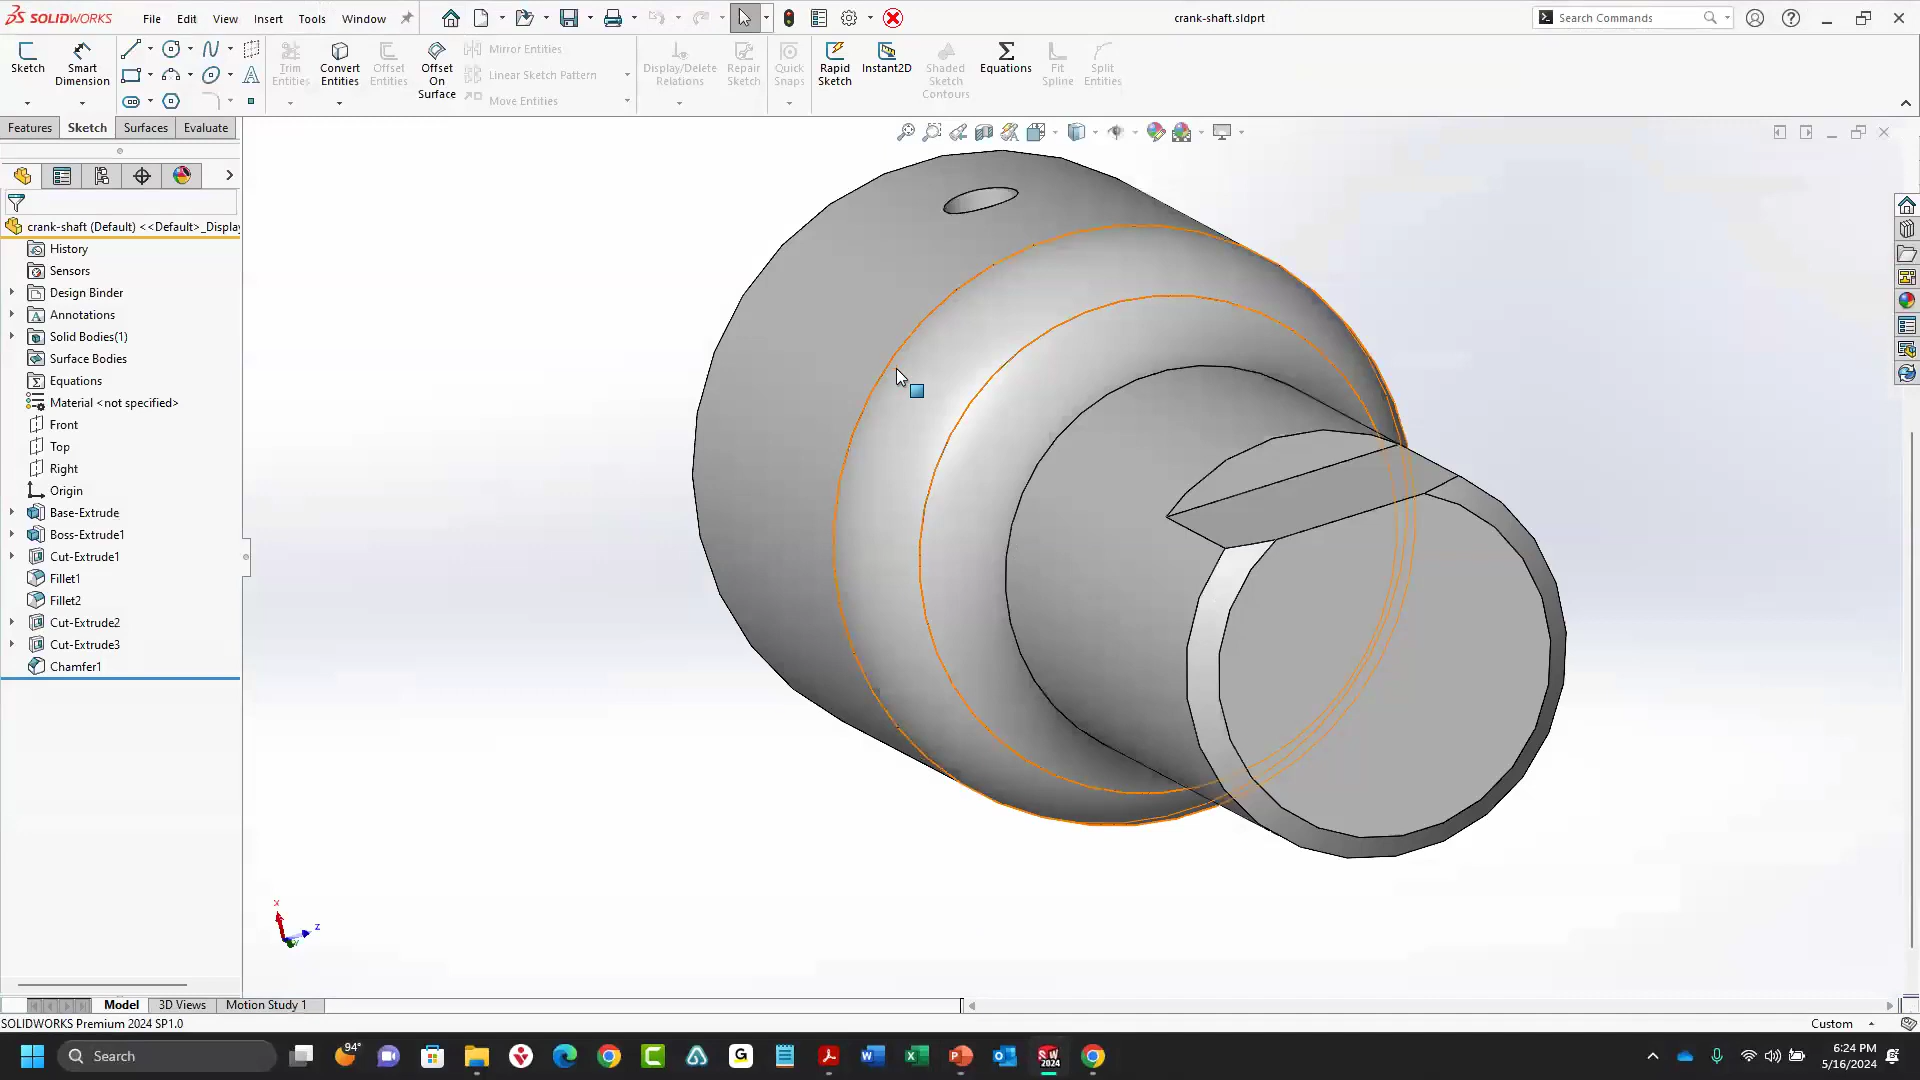 SOLIDWORKS File Edit View Insert Tools Window crank-shaft.sldprt Search Commands
Sketch Smart Dimension Trim Entities Convert Entities Offset Entities Offset On Surface Mirror Entities Linear Sketch Pattern Move Entities Display/Delete Relations Repair Sketch Quick Snaps Rapid Sketch Instant2D Shaded Sketch Contours Equations Fit Spline Split Entities
Features Sketch Surfaces Evaluate
crank-shaft (Default) <<Default>_Display
History
Sensors
Design Binder
Annotations
Solid Bodies(1)
Surface Bodies
Equations
Material <not specified>
Front
Top
Right
Origin
Base-Extrude
Boss-Extrude1
Cut-Extrude1
Fillet1
Fillet2
Cut-Extrude2
Cut-Extrude3
Chamfer1
x
z
Model 3D Views Motion Study 1
SOLIDWORKS Premium 2024 SP1.0 Custom
Search 94° 6:24 PM
5/16/2024